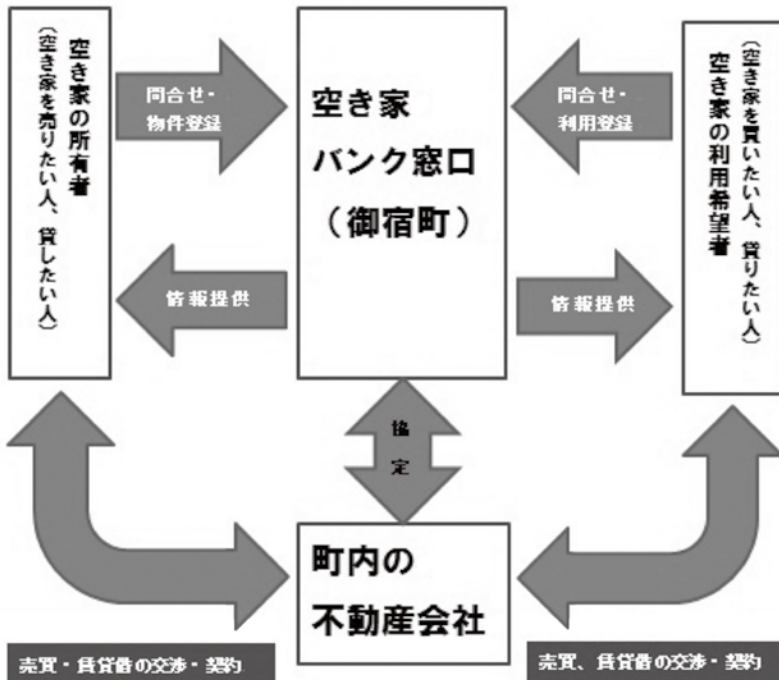 空き家の所有者
（空き家を売りたい人、貸したい人）
問合せ・
物件登録
情報提供
空き家
バンク窓口
（御宿町）
問合せ・
利用登録
情報提供
（空き家を買いたい人、貸りたい人）
空き家の利用希望者
協
定
町内の
不動産会社
売買・賃貸借の交渉・契約
売買、賃貸借の交渉・契約